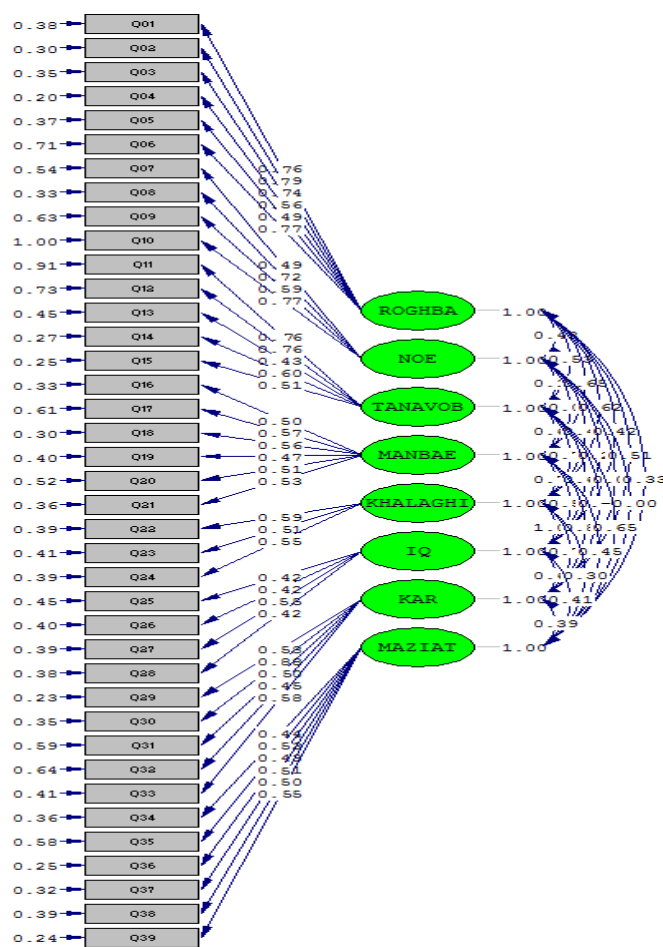 0.38 Q01
0.30 Q02
0.35 Q03
0.20 Q04
0.37 Q05
0.71 Q06
0.54 Q07
0.33 Q08
0.63 Q09
1.00 Q10
0.91 Q11
0.73 Q12
0.45 Q13
0.27 Q14
0.25 Q15
0.33 Q16
0.61 Q17
0.30 Q18
0.40 Q19
0.52 Q20
0.36 Q21
0.39 Q22
0.41 Q23
0.39 Q24
0.45 Q25
0.40 Q26
0.39 Q27
0.38 Q28
0.23 Q29
0.35 Q30
0.59 Q31
0.64 Q32
0.41 Q33
0.36 Q34
0.58 Q35
0.25 Q36
0.32 Q37
0.39 Q38
0.24 Q39
0.76
0.79
0.74
0.56
0.49
0.77
0.49
0.72
0.59
0.77
0.76
0.76
0.43
0.60
0.51
0.50
0.57
0.56
0.47
0.51
0.53
0.59
0.51
0.55
0.42
0.42
0.42
0.50
0.45
0.58
0.44
0.51
0.50
0.55
ROGHBA 1.00
NOE 1.00
TANAVOB 1.00
MANBAE 1.00
KHALAGHI 1.00
IQ 1.00
KAR 1.00
MAZIAT 1.00
0.42
0.51
0.33
-0.00
0.65
0.45
0.30
0.41
0.39